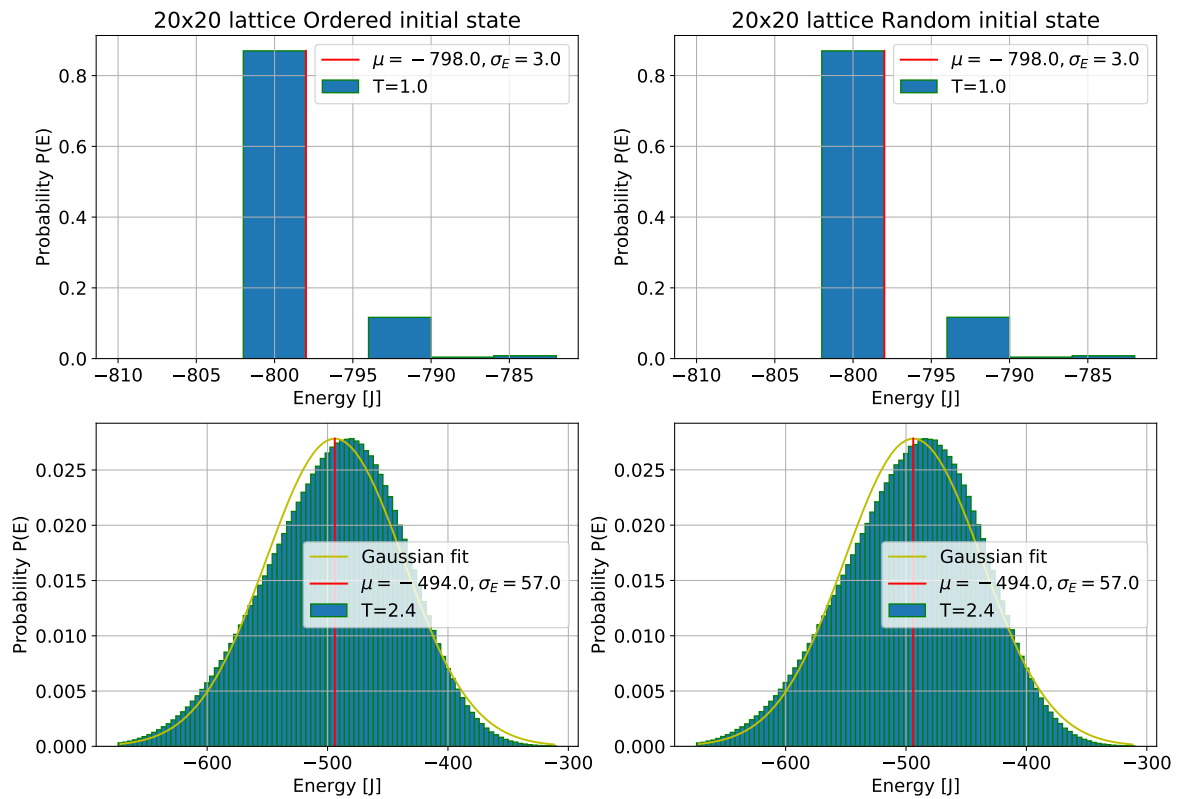 20x20 lattice Ordered initial state
Probability P(E)
0.8
0.6
0.4
0.2
0.0
μ = −798.0, σ_E = 3.0
T=1.0
−810 −805 −800 −795 −790 −785
Energy [J]
20x20 lattice Random initial state
Probability P(E)
0.8
0.6
0.4
0.2
0.0
μ = −798.0, σ_E = 3.0
T=1.0
−810 −805 −800 −795 −790 −785
Energy [J]
Probability P(E)
0.025
0.020
0.015
0.010
0.005
0.000
Gaussian fit
μ = −494.0, σ_E = 57.0
T=2.4
−600 −500 −400 −300
Energy [J]
Probability P(E)
0.025
0.020
0.015
0.010
0.005
0.000
Gaussian fit
μ = −494.0, σ_E = 57.0
T=2.4
−600 −500 −400 −300
Energy [J]